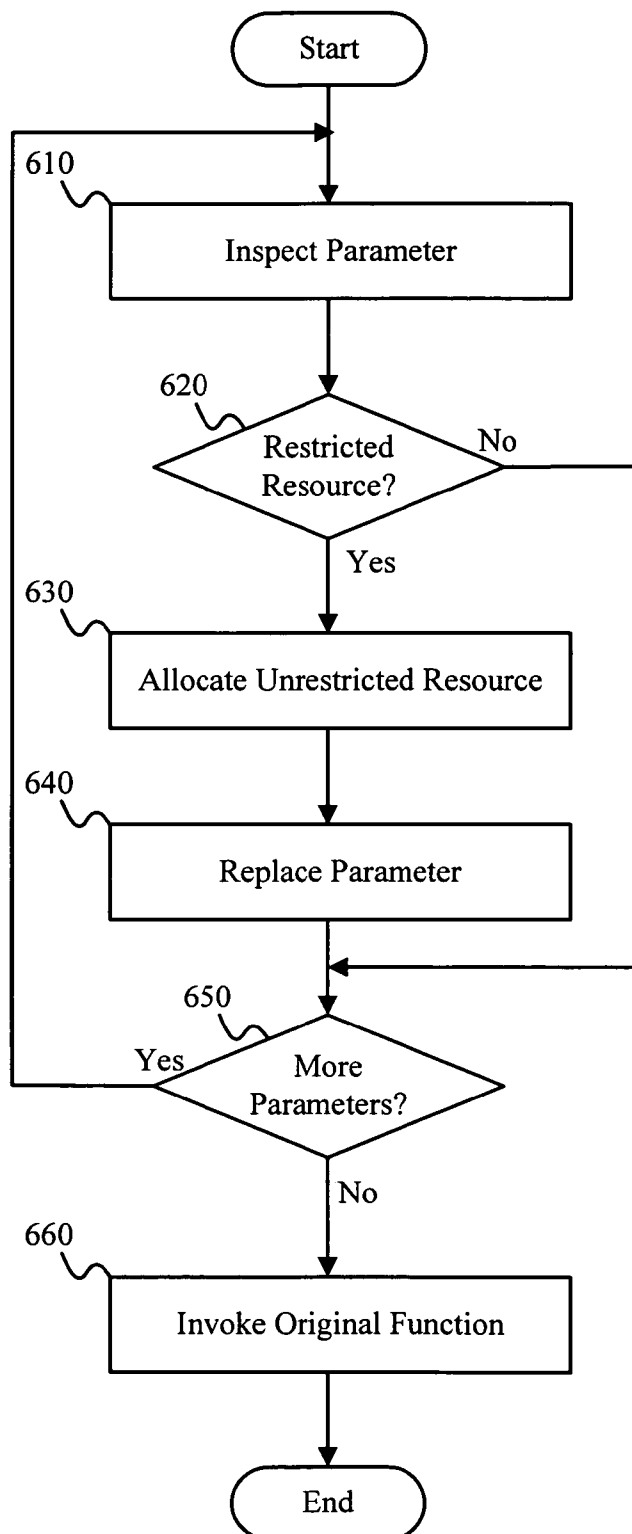 Start
610
Inspect Parameter
620
Restricted
Resource?
No
Yes
630
Allocate Unrestricted Resource
640
Replace Parameter
650
Yes
More
Parameters?
No
660
Invoke Original Function
End